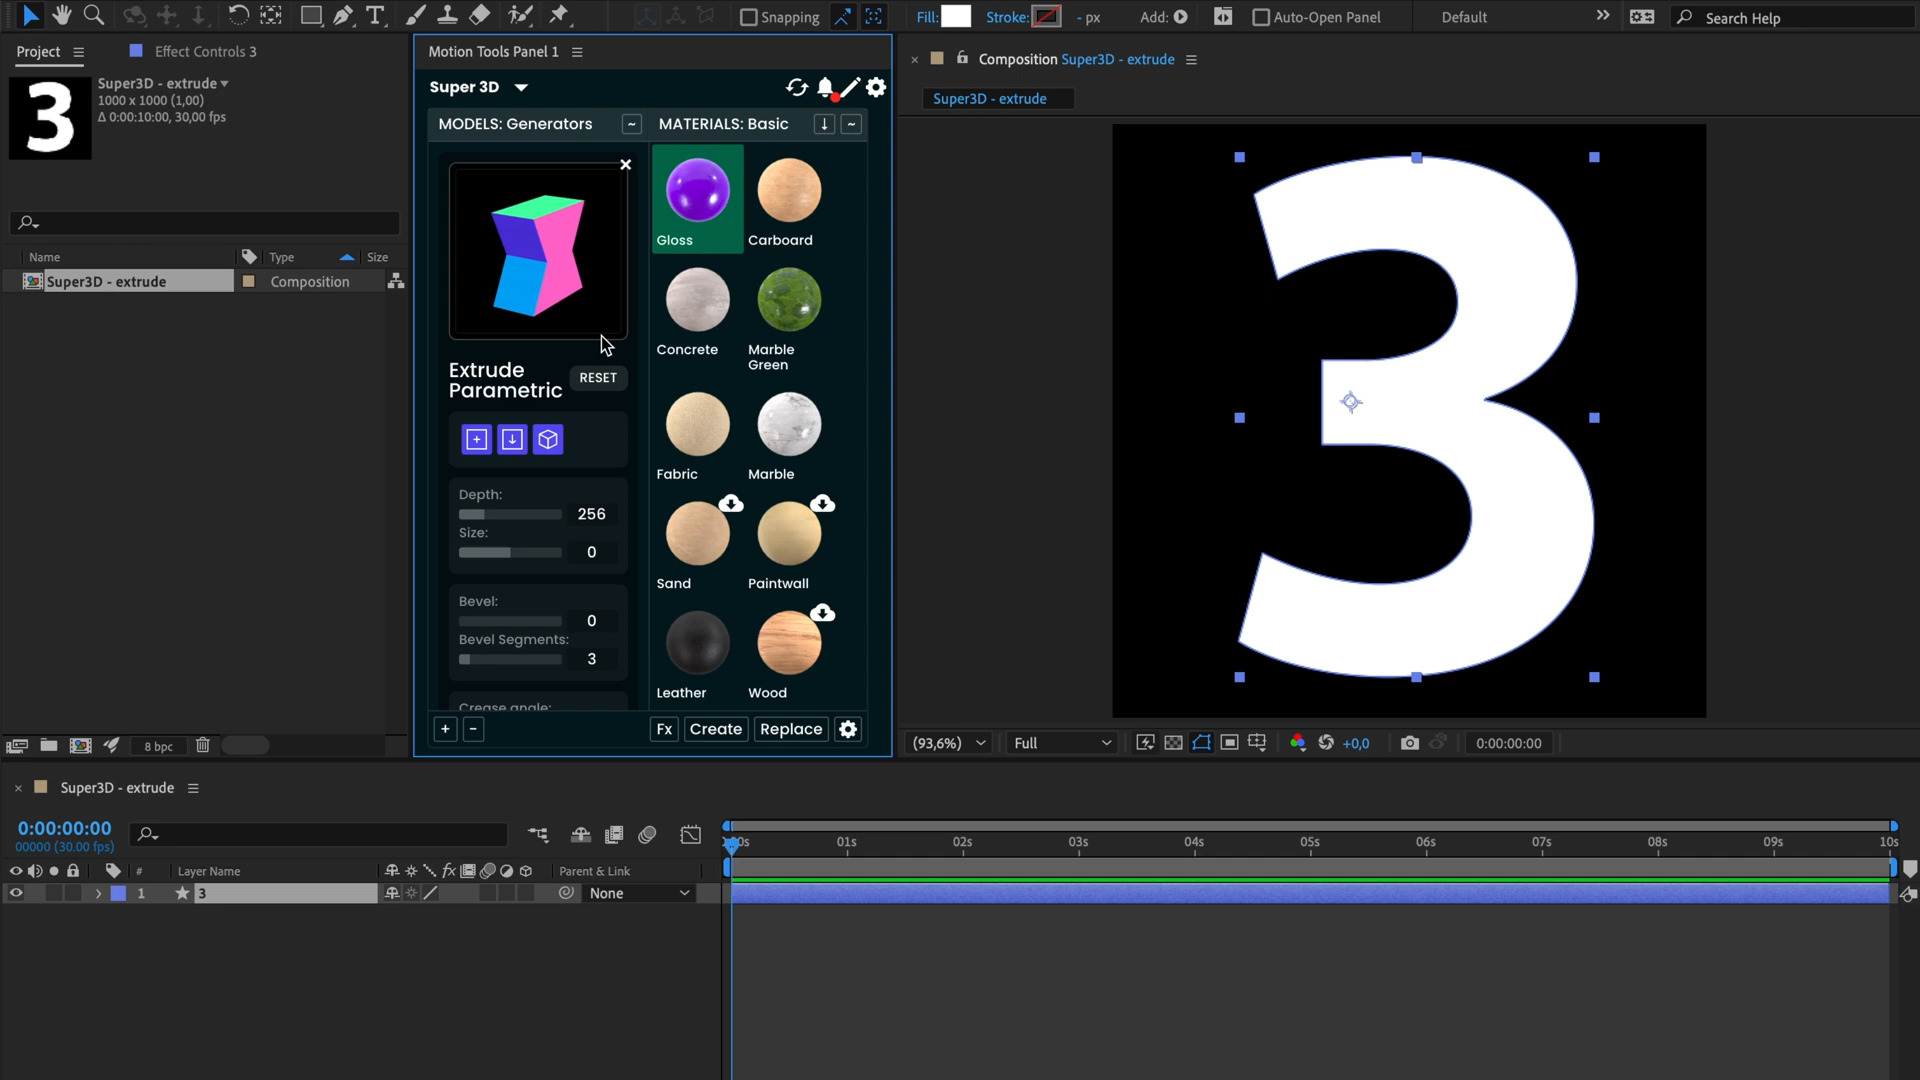 Snapping
Fill:
Stroke:
- px
Add:
Auto-Open Panel
Default
Search Help
Project
Effect Controls 3
Super3D - extrude
1000 x 1000 (1,00)
Δ 0:00:10:00, 30,00 fps
3
Name
Type
Size
Super3D - extrude
Composition
8 bpc
Motion Tools Panel 1
Super 3D
MODELS: Generators
~
MATERIALS: Basic
~
Gloss
Carboard
Concrete
Marble
Green
Fabric
Marble
Sand
Paintwall
Leather
Wood
Extrude
Parametric
RESET
Depth:
256
Size:
0
Bevel:
0
Bevel Segments:
3
Crease angle:
+
-
Fx
Create
Replace
Composition Super3D - extrude
Super3D - extrude
3
(93,6%)
Full
+0,0
0:00:00:00
Super3D - extrude
0:00:00:00
00000 (30.00 fps)
01s
02s
03s
04s
05s
06s
07s
08s
09s
10s
#
Layer Name
fx
Parent & Link
1
3
None